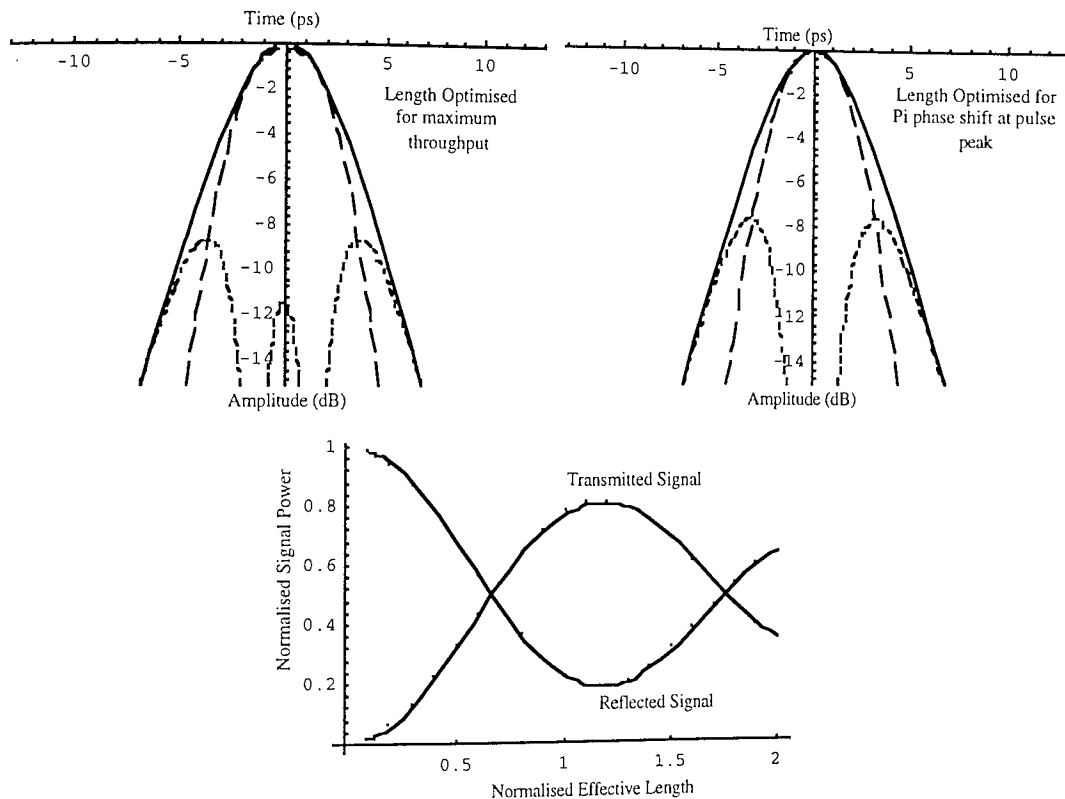 Time (ps)
-10
-5
5
10
-2
-4
-6
-8
-10
-12
-14
Length Optimised
for maximum
throughput
Amplitude (dB)
Time (ps)
-10
-5
5
10
-2
-4
-6
-8
-10
-12
-14
Length Optimised for
Pi phase shift at pulse
peak
Amplitude (dB)
1
0.8
0.6
0.4
0.2
Normalised Signal Power
Transmitted Signal
Reflected Signal
0.5
1
1.5
2
Normalised Effective Length